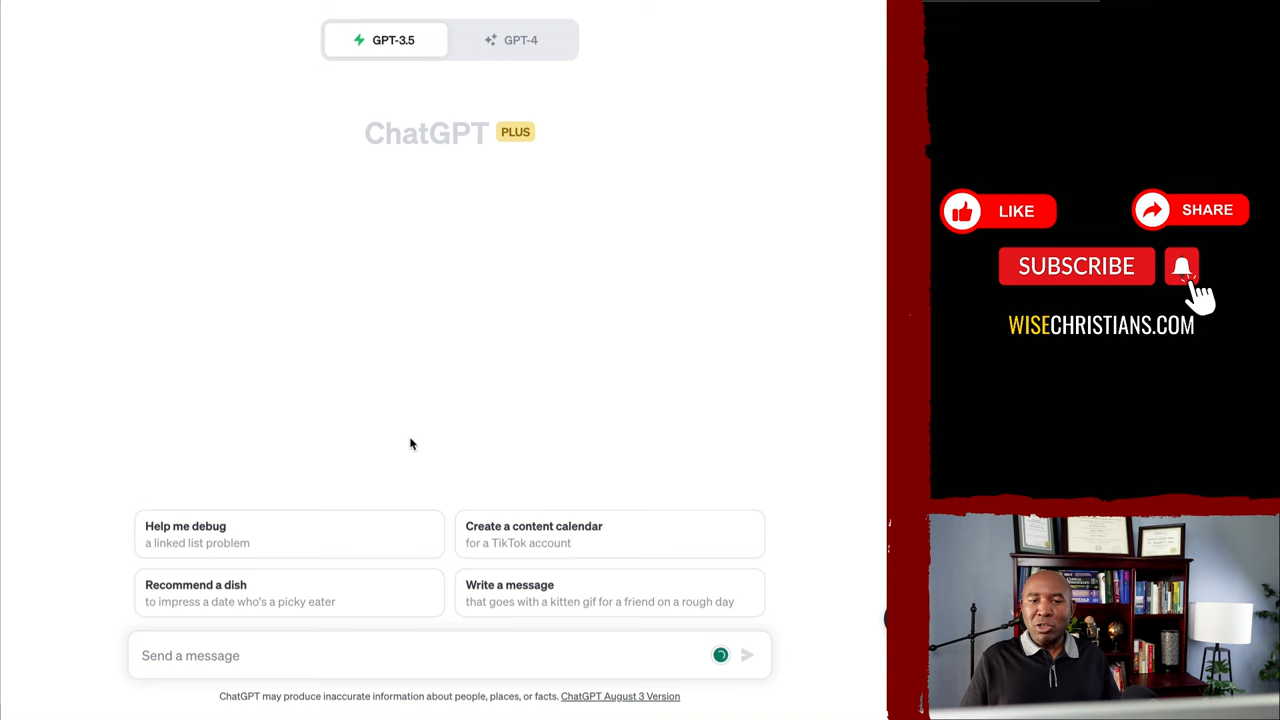 GPT-3.5
GPT-4
ChatGPT PLUS
Help me debug
a linked list problem
Create a content calendar
for a TikTok account
Recommend a dish
to impress a date who's a picky eater
Write a message
that goes with a kitten gif for a friend on a rough day
Send a message
ChatGPT may produce inaccurate information about people, places, or facts. ChatGPT August 3 Version
LIKE
SHARE
SUBSCRIBE
WISECHRISTIANS.COM